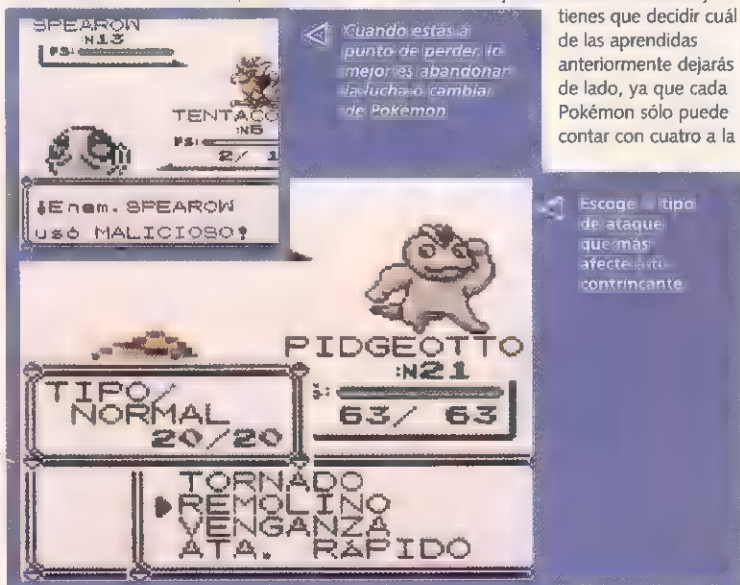 SPEAROW
:N13
PS:
TENTACO
:N5
PS:
2/ 1
¡Enem. SPEAROW
usó MALICIOSO!
Cuando estás a
punto de perder, lo
mejor es abandonar
la lucha o cambiar
de Pokémon
tienes que decidir cuál
de las aprendidas
anteriormente dejarás
de lado, ya que cada
Pokémon sólo puede
contar con cuatro a la
PIDGEOTTO
:N21
S:
63/ 63
TIPO/
NORMAL
20/20
TORNADO
REMOLINO
VENGANZA
ATA. RÁPIDO
Escoge tipo
de ataque
que más
afecte a tu
contrincante